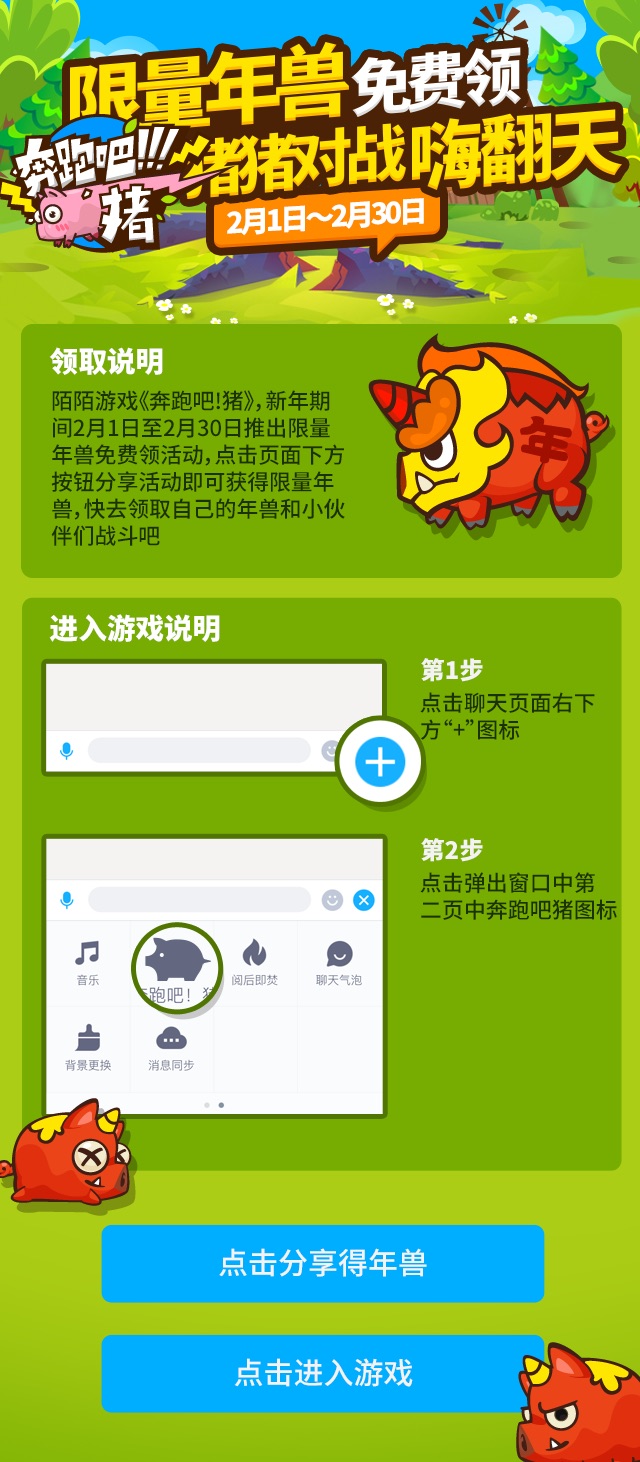 限量年兽免费领
奔跑吧!!!
猪
猪都对战嗨翻天
2月1日～2月30日
领取说明
陌陌游戏《奔跑吧!猪》，新年期
间2月1日至2月30日推出限量
年兽免费领活动，点击页面下方
按钮分享活动即可获得限量年
兽，快去领取自己的年兽和小伙
伴们战斗吧
年
进入游戏说明
第1步
点击聊天页面右下
方“+”图标
第2步
点击弹出窗口中第
二页中奔跑吧猪图标
音乐
奔跑吧！猪
阅后即焚
聊天气泡
背景更换
消息同步
点击分享得年兽
点击进入游戏